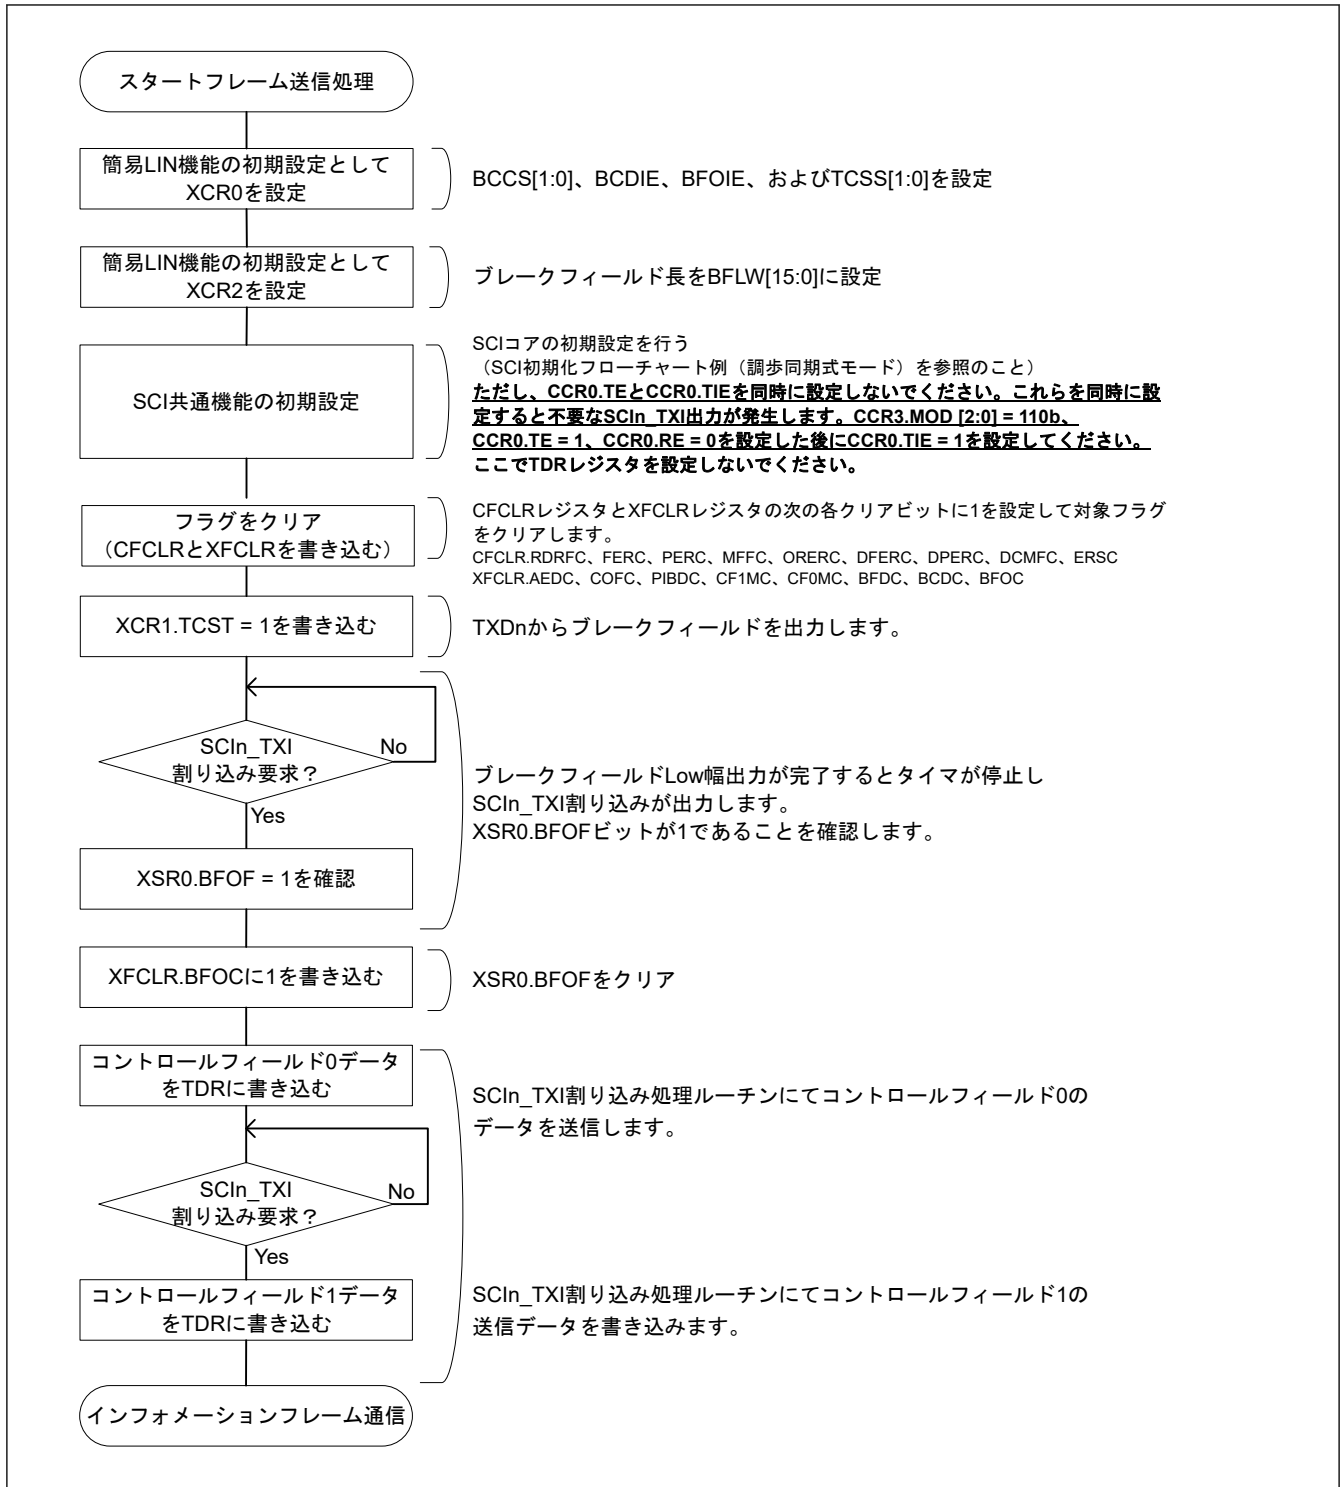 スタートフレーム送信処理
簡易LIN機能の初期設定として
XCR0を設定
BCCS[1:0]、BCDIE、BFOIE、およびTCSS[1:0]を設定
簡易LIN機能の初期設定として
XCR2を設定
ブレークフィールド長をBFLW[15:0]に設定
SCI共通機能の初期設定
SCIコアの初期設定を行う
（SCI初期化フローチャート例（調歩同期式モード）を参照のこと）
ただし、CCR0.TEとCCR0.TIEを同時に設定しないでください。これらを同時に設
定すると不要なSCIn_TXI出力が発生します。CCR3.MOD [2:0] = 110b、
CCR0.TE = 1、CCR0.RE = 0を設定した後にCCR0.TIE = 1を設定してください。
ここでTDRレジスタを設定しないでください。
フラグをクリア
（CFCLRとXFCLRを書き込む）
CFCLRレジスタとXFCLRレジスタの次の各クリアビットに1を設定して対象フラグ
をクリアします。
CFCLR.RDRFC、FERC、PERC、MFFC、ORERC、DFERC、DPERC、DCMFC、ERSC
XFCLR.AEDC、COFC、PIBDC、CF1MC、CF0MC、BFDC、BCDC、BFOC
XCR1.TCST = 1を書き込む
TXDnからブレークフィールドを出力します。
SCIn_TXI
割り込み要求？
No
Yes
ブレークフィールドLow幅出力が完了するとタイマが停止し
SCIn_TXI割り込みが出力します。
XSR0.BFOFビットが1であることを確認します。
XSR0.BFOF = 1を確認
XFCLR.BFOCに1を書き込む
XSR0.BFOFをクリア
コントロールフィールド0データ
をTDRに書き込む
SCIn_TXI割り込み処理ルーチンにてコントロールフィールド0の
データを送信します。
SCIn_TXI
割り込み要求？
No
Yes
コントロールフィールド1データ
をTDRに書き込む
SCIn_TXI割り込み処理ルーチンにてコントロールフィールド1の
送信データを書き込みます。
インフォメーションフレーム通信